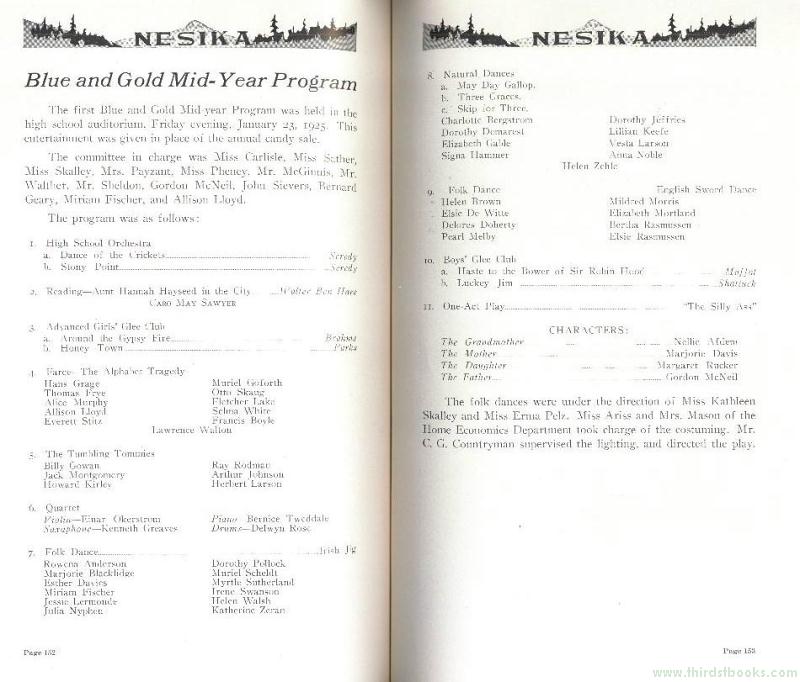 NESIKA
Blue and Gold Mid-Year Program
The first Blue and Gold Mid-year Program was held in the
high school auditorium, Friday evening, January 23, 1925. This
entertainment was given in place of the annual candy sale.
The committee in charge was Miss Carlisle, Miss Suther,
Miss Skalley, Mrs. Payzant, Miss Pheney, Mr. McGinnis, Mr.
Walther, Mr. Sheldon, Gordon McNeil, John Sievers, Bernard
Geary, Miriam Fischer, and Allison Lloyd.
The program was as follows:
1. High School Orchestra
a. Dance of the Crickets Seredy
b. Stony Point Seredy
2. Reading—Aunt Hannah Hayseed in the City Walter Ben Hare
CARO MAY SAWYER
3. Advanced Girls' Glee Club
a. Around the Gypsy Fire Brahms
b. Honey Town Parks
4. Farce—The Alphabet Tragedy
Hans Grage Muriel Goforth
Thomas Frye Otto Skaug
Alice Murphy Fletcher Lake
Allison Lloyd Selma White
Everett Stitz Francis Boyle
Lawrence Walton
5. The Tumbling Tommies
Billy Gowan Ray Rodman
Jack Montgomery Arthur Johnson
Howard Kirley Herbert Larson
6. Quartet
Violin—Einar Okerstrom Piano Bernice Tweddale
Saxaphone—Kenneth Greaves Drums—Delwyn Rose
7. Folk Dance Irish Jig
Rowena Anderson Dorothy Pollock
Marjorie Blacklidge Muriel Scheldt
Esther Davies Myrtle Sutherland
Miriam Fischer Irene Swanson
Jessie Lermonde Helen Walsh
Julia Nyphen Katherine Zeran
Page 152
NESIKA
8. Natural Dances
a. May Day Gallop.
b. Three Graces.
c. Skip for Three.
Charlotte Bergstrom Dorothy Jeffries
Dorothy Demarest Lillian Keefe
Elizabeth Gable Vesta Larson
Signa Hammer Anna Noble
Helen Zehle
9. Folk Dance English Sword Dance
Helen Brown Mildred Morris
Elsie De Witte Elizabeth Mortland
Delores Doherty Bertha Rasmussen
Pearl Melby Elsie Rasmussen
10. Boys' Glee Club
a. Haste to the Bower of Sir Robin Hood Moffat
b. Luckey Jim Shattuck
11. One-Act Play "The Silly Ass"
CHARACTERS:
The Grandmother Nellie Afdem
The Mother Marjorie Davis
The Daughter Margaret Rucker
The Father Gordon McNeil
The folk dances were under the direction of Miss Kathleen
Skalley and Miss Erma Pelz. Miss Ariss and Mrs. Mason of the
Home Economics Department took charge of the costuming. Mr.
C. G. Countryman supervised the lighting, and directed the play.
Page 153
www.thirdstbooks.com